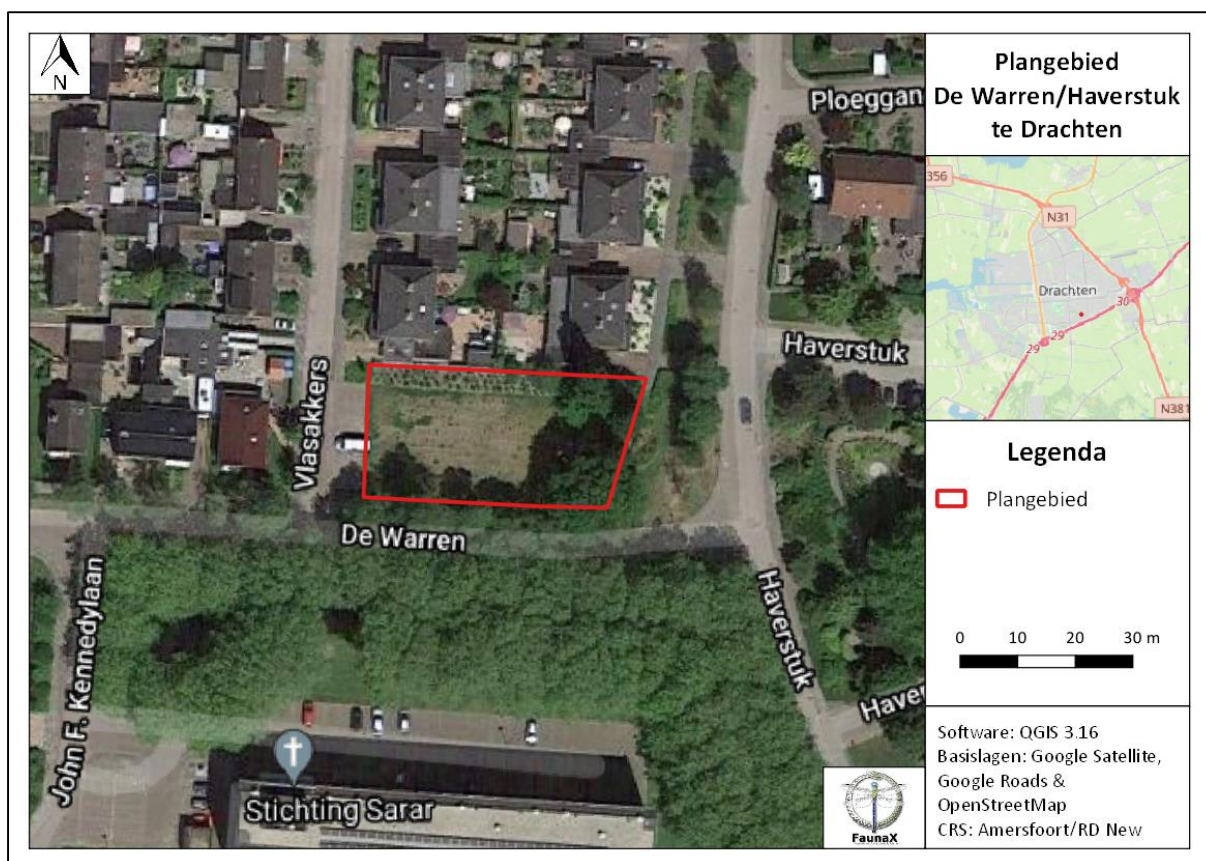 N
Ploeggan
Haverstuk
Vlasakkers
De Warren
Haverstuk
Haver
John F. Kennedylaan
Stichting Sarar
FaunaX
Plangebied
De Warren/Haverstuk
te Drachten
356
N31
Drachten
30
29
29
N381
Legenda
Plangebied
0 10 20 30 m
Software: QGIS 3.16
Basislagen: Google Satellite,
Google Roads &
OpenStreetMap
CRS: Amersfoort/RD New